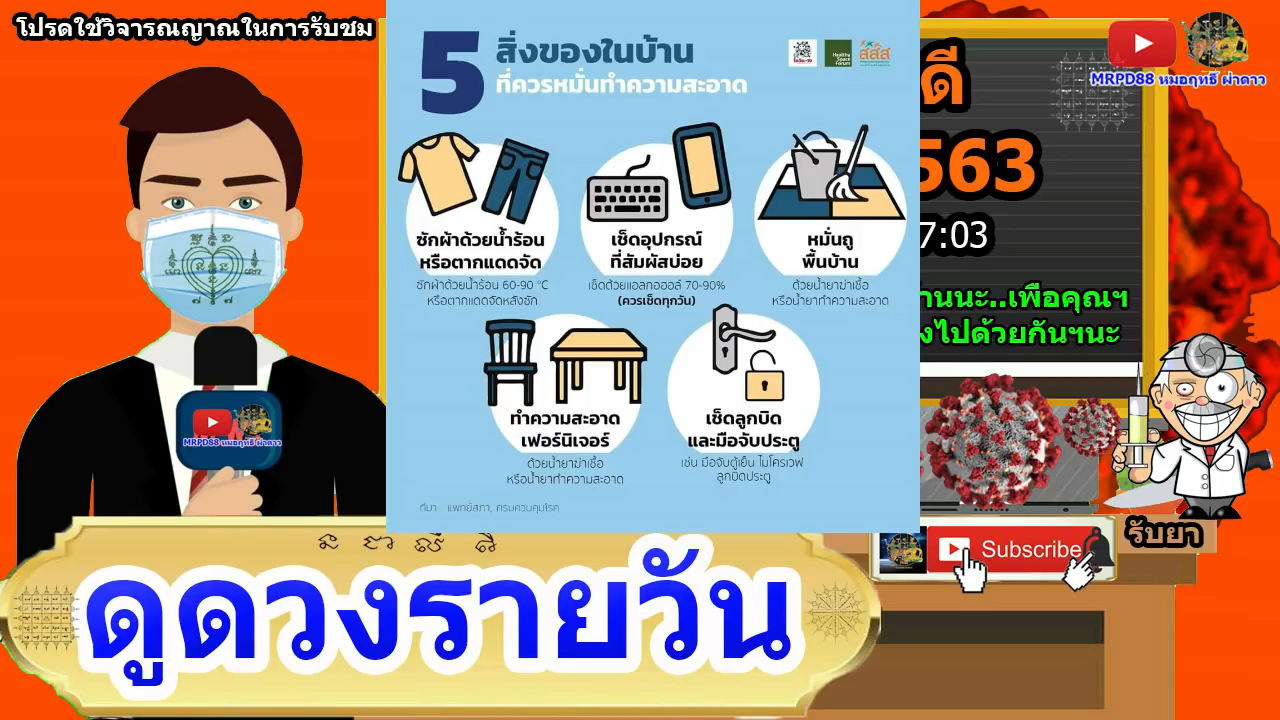 โปรดใช้วิจารณญาณในการรับชม
5 สิ่งของในบ้าน
ที่ควรหมั่นทำความสะอาด
Healthy Space Forum
สสส
ซักผ้าด้วยน้ำร้อน
หรือตากแดดจัด
ซักผ้าด้วยน้ำร้อน 60-90 °C
หรือตากแดดจัดหลังซัก
เช็ดอุปกรณ์
ที่สัมผัสบ่อย
เช็ดด้วยแอลกอฮอล์ 70-90%
(ควรเช็ดทุกวัน)
หมั่นถู
พื้นบ้าน
ด้วยน้ำยาฆ่าเชื้อ
หรือน้ำยาทำความสะอาด
ทำความสะอาด
เฟอร์นิเจอร์
ด้วยน้ำยาฆ่าเชื้อ
หรือน้ำยาทำความสะอาด
เช็ดลูกบิด
และมือจับประตู
เช่น มือจับตู้เย็น ไมโครเวฟ
ลูกบิดประตู
ที่มา : แพทย์สภา, กรมควบคุมโรค
MRPD88 หมอฤทธิ์ ผ่าดาว
ดี
563
7:03
านนะ..เพื่อคุณฯ
งไปด้วยกันฯนะ
MRPD88 หมอฤทธิ์ ผ่าดาว
Subscribe
รับยา
ดูดวงรายวัน